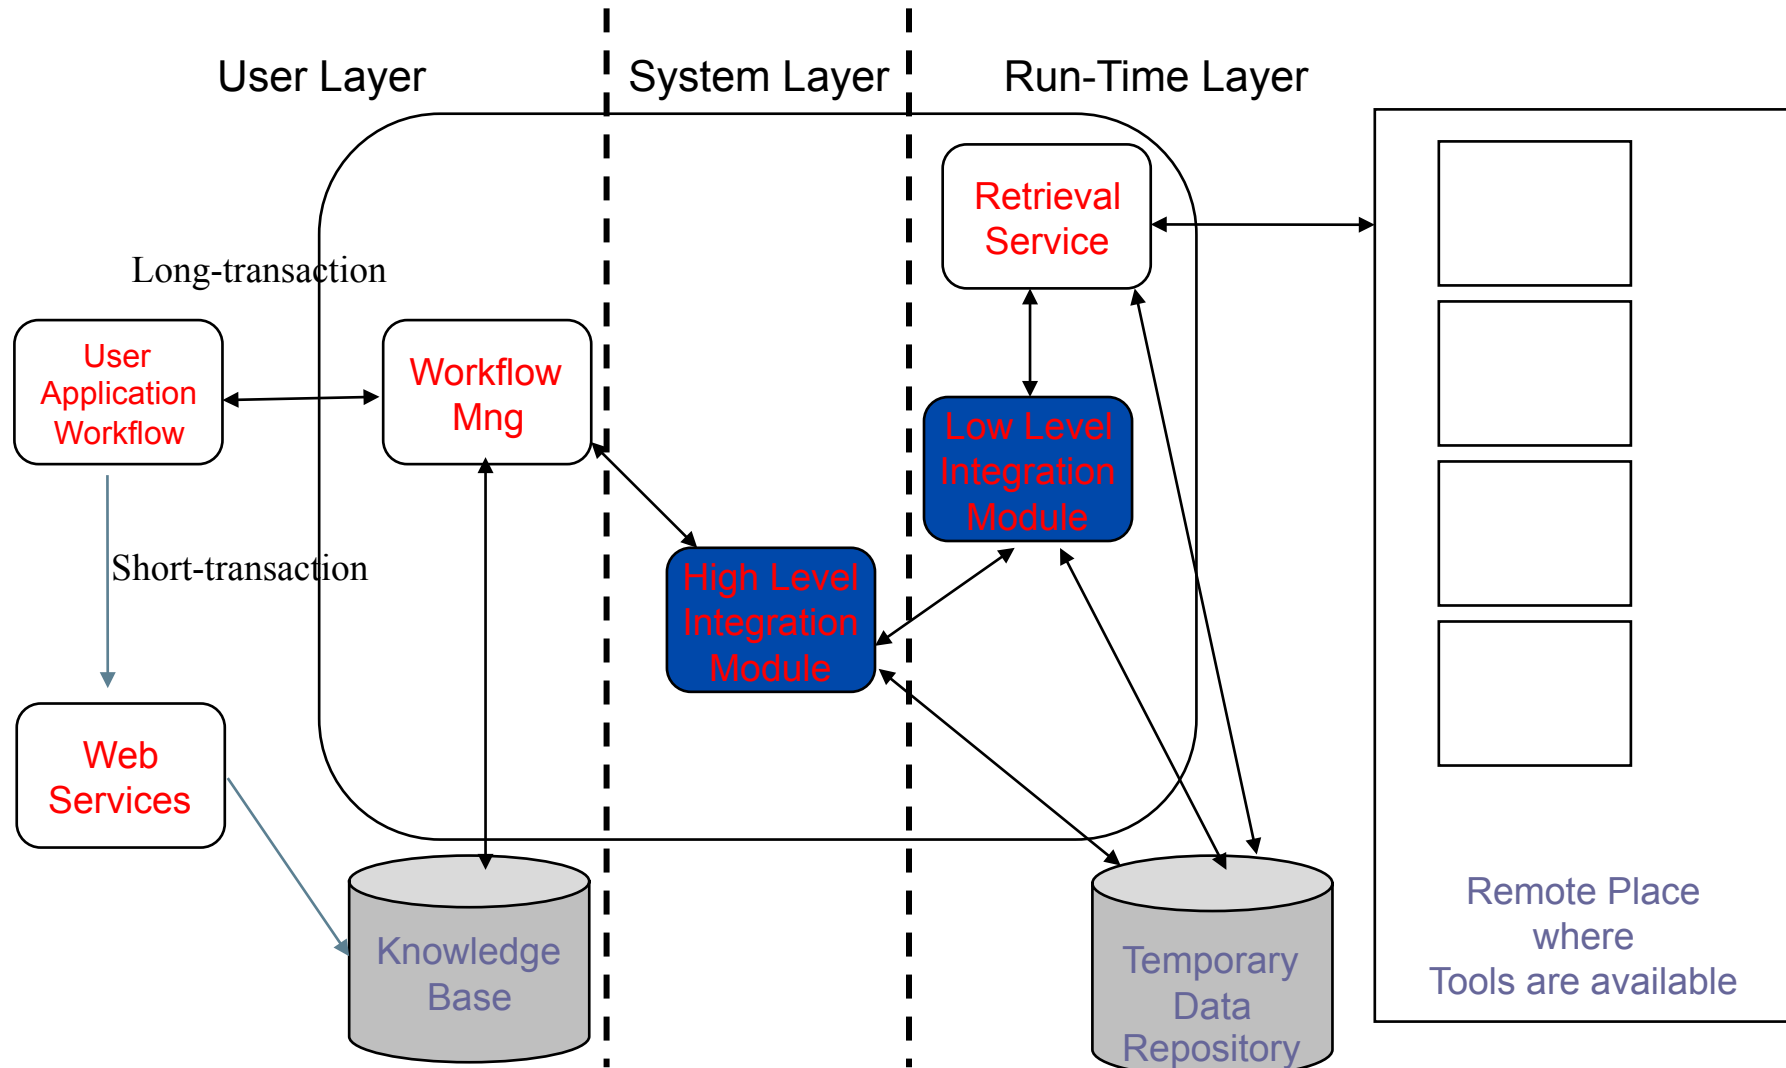 User Layer
System Layer
Run-Time Layer
Retrieval
Service
Long-transaction
User
Application
Workflow
Workflow
Mng
Low Level
Integration
Module
Short-transaction
High Level
Integration
Module
Web
Services
Knowledge
Base
Temporary
Data
Repository
Remote Place
where
Tools are available